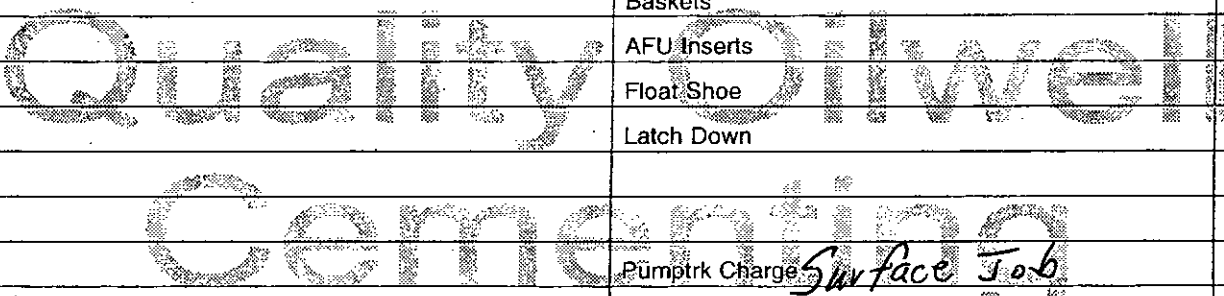 Baskets
AFU Inserts
Quality Oilwell
Float Shoe
Latch Down
Cementing
Pumptrk Charge Surface Job